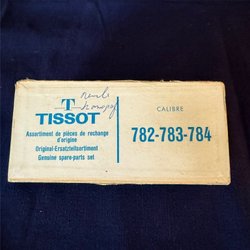 T
TISSOT
Assortiment de pièces de rechange
d'origine
Original-Ersatzteilsortiment
Genuine spare-parts set
CALIBRE
782-783-784